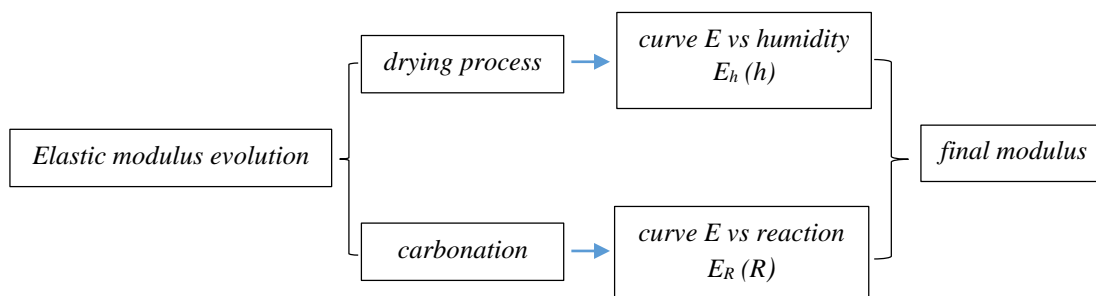 Elastic modulus evolution
drying process
curve E vs humidity
Eh (h)
carbonation
curve E vs reaction
ER (R)
final modulus